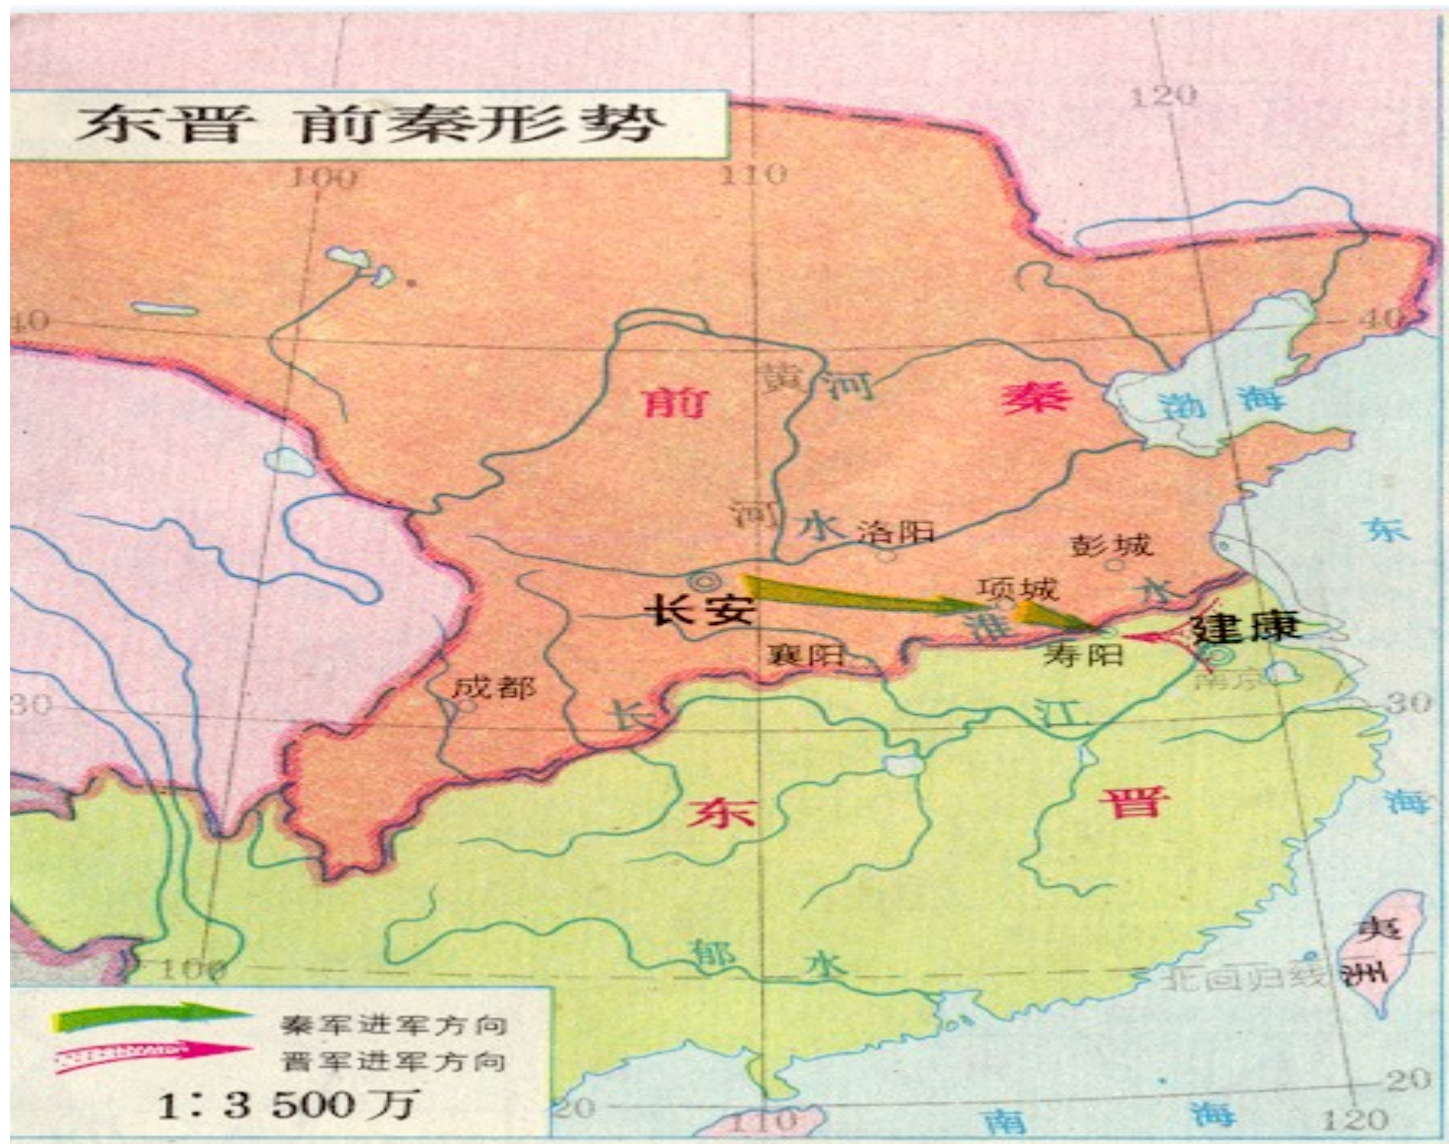 东晋 前秦形势
120
100
110
40
40
黄河
前
秦
渤海
河水
洛阳
彭城
东
项城
水
长安
淮
建康
襄阳
寿阳
成都
南京
30
长
江
30
东
晋
海
夷
洲
郁水
100
北回归线
秦军进军方向
晋军进军方向
1:3 500万
20
110
南海
120
20